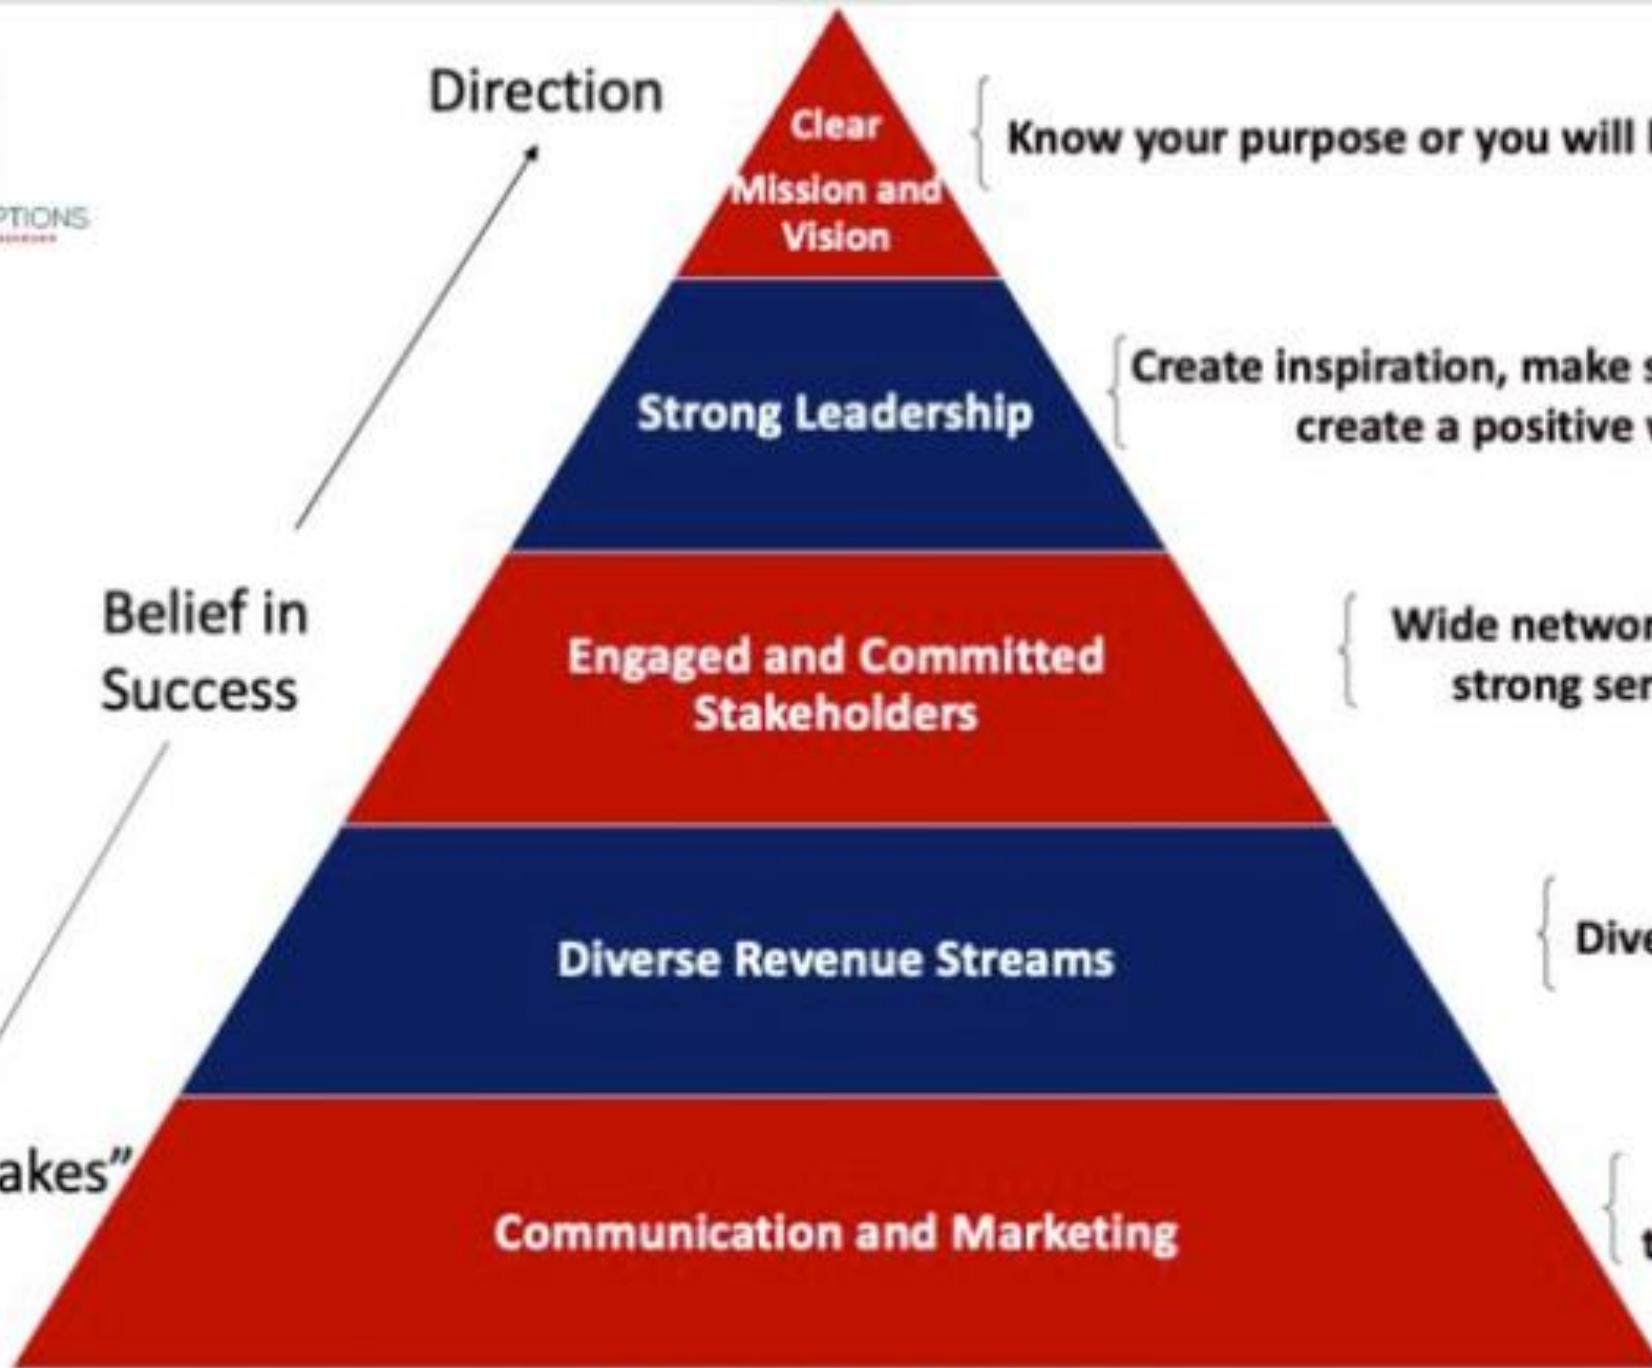 Direction
Clear
Mission and
Vision
Know your purpose or you will
PTIONS
Strong Leadership
Create inspiration, make
create a positive
Belief in
Success
Engaged and Committed
Stakeholders
Wide networ
strong ser
Diverse Revenue Streams
Dive
akes”
Communication and Marketing